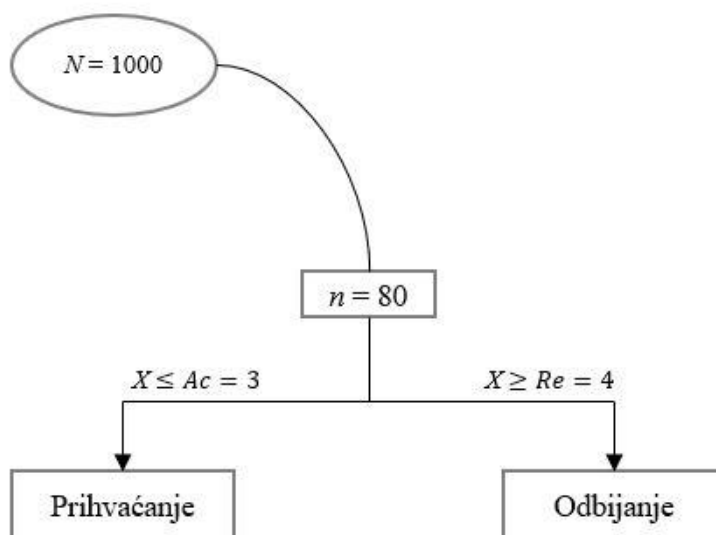 N = 1000
n = 80
X ≤ Ac = 3
X ≥ Re = 4
Prihvaćanje
Odbijanje